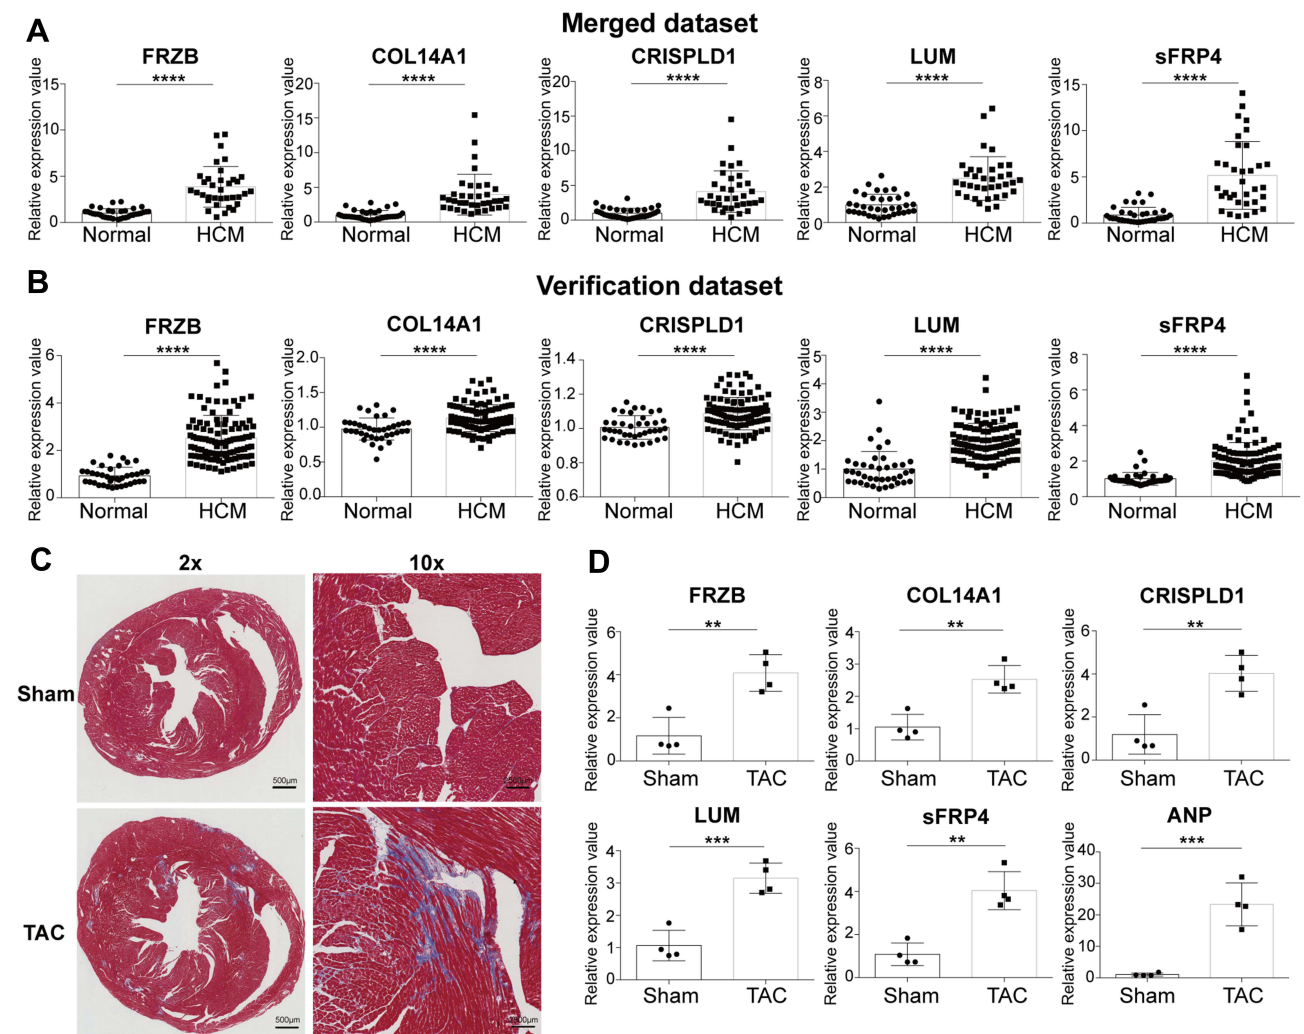 A
Merged dataset
FRZB
COL14A1
CRISPLD1
LUM
sFRP4
Relative expression value
15
10
5
0
****
Normal
HCM
Relative expression value
20
15
10
5
0
****
Normal
HCM
Relative expression value
20
15
10
5
0
****
Normal
HCM
Relative expression value
8
6
4
2
0
****
Normal
HCM
Relative expression value
15
10
5
0
****
Normal
HCM
B
Verification dataset
FRZB
COL14A1
CRISPLD1
LUM
sFRP4
Relative expression value
6
4
2
0
****
Normal
HCM
Relative expression value
2.0
1.5
1.0
0.5
0.0
****
Normal
HCM
Relative expression value
1.4
1.2
1.0
0.8
0.6
****
Normal
HCM
Relative expression value
5
4
3
2
1
0
****
Normal
HCM
Relative expression value
8
6
4
2
0
****
Normal
HCM
C
2x
10x
Sham
500μm
TAC
500μm
D
FRZB
Relative expression value
6
4
2
0
**
Sham
TAC
COL14A1
Relative expression value
4
3
2
1
0
**
Sham
TAC
CRISPLD1
Relative expression value
6
4
2
0
**
Sham
TAC
LUM
Relative expression value
4
3
2
1
0
***
Sham
TAC
sFRP4
Relative expression value
6
4
2
0
**
Sham
TAC
ANP
Relative expression value
40
30
20
10
0
***
Sham
TAC